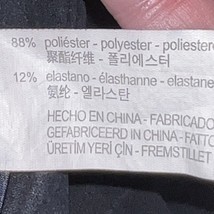 88% poliéster - polyester - poliestere
聚酯纤维 - 폴리에스터
12% elastano - élasthanne - elastane
氨纶 - 엘라스탄
HECHO EN CHINA - FABRICADO
GEFABRICEERD IN CHINA - FATTO
ÜRETİM YERİ ÇİN - FREMSTILLET